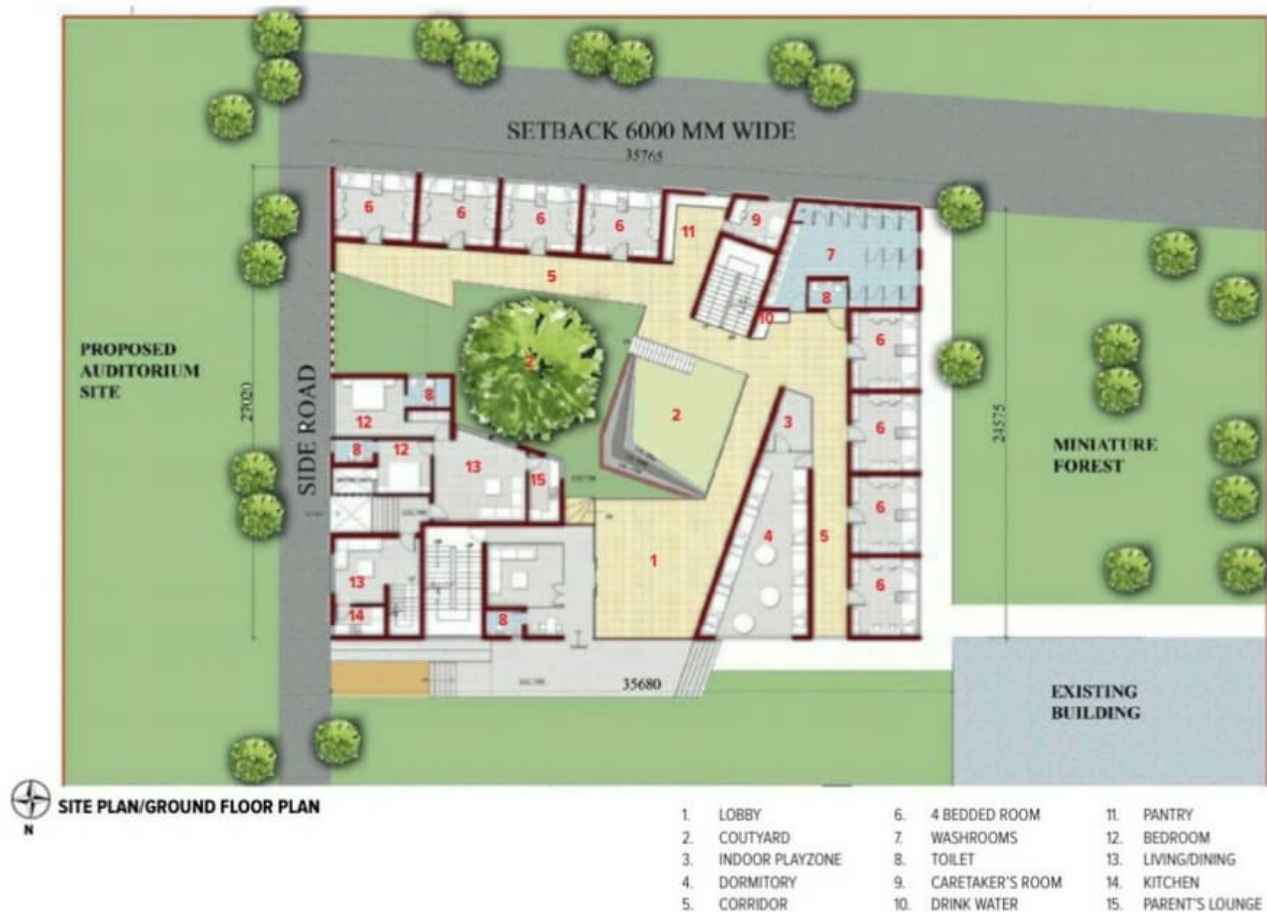 SETBACK 6000 MM WIDE
35765
6
6
6
6
11
9
7
5
8
10
PROPOSED
AUDITORIUM
SITE
27020
SIDE ROAD
2
2
3
6
6
6
6
24575
MINIATURE
FOREST
8
12
8
12
13
15
1
4
5
13
14
8
35680
EXISTING
BUILDING
N
SITE PLAN/GROUND FLOOR PLAN
1. LOBBY
2. COUTYARD
3. INDOOR PLAYZONE
4. DORMITORY
5. CORRIDOR
6. 4 BEDDED ROOM
7. WASHROOMS
8. TOILET
9. CARETAKER'S ROOM
10. DRINK WATER
11. PANTRY
12. BEDROOM
13. LIVING/DINING
14. KITCHEN
15. PARENT'S LOUNGE